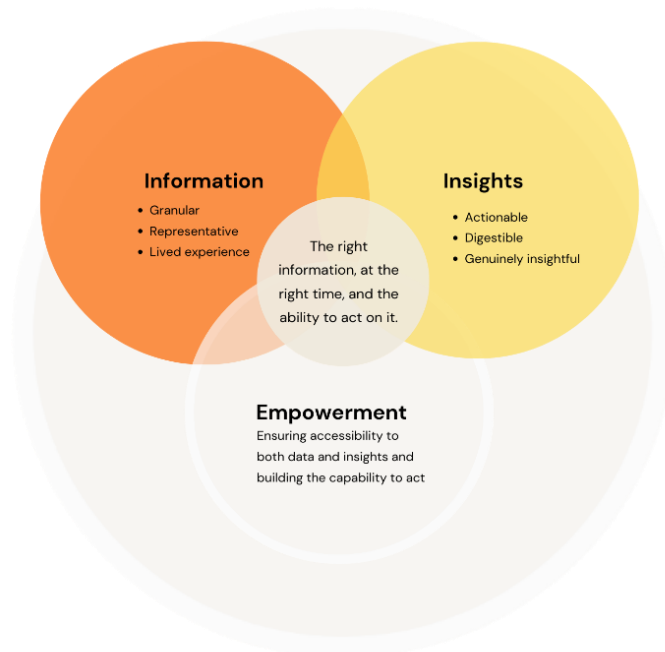 Information
• Granular
• Representative
• Lived experience
Insights
• Actionable
• Digestible
• Genuinely insightful
The right
information, at the
right time, and the
ability to act on it.
Empowerment
Ensuring accessibility to
both data and insights and
building the capability to act